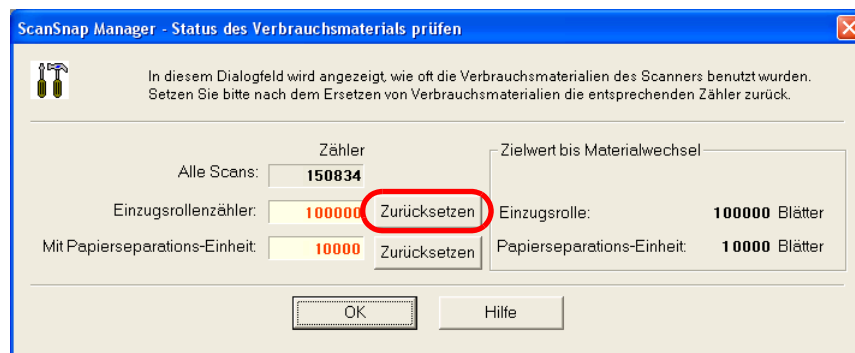 ScanSnap Manager - Status des Verbrauchsmaterials prüfen
In diesem Dialogfeld wird angezeigt, wie oft die Verbrauchsmaterialien des Scanners benutzt wurden.
Setzen Sie bitte nach dem Ersetzen von Verbrauchsmaterialien die entsprechenden Zähler zurück.
Zähler
Alle Scans: 150834
Einzugsrollenzähler: 100000 Zurücksetzen
Mit Papierseparations-Einheit: 10000 Zurücksetzen
Zielwert bis Materialwechsel
Einzugsrolle: 100000 Blätter
Papierseparations-Einheit: 10000 Blätter
OK Hilfe